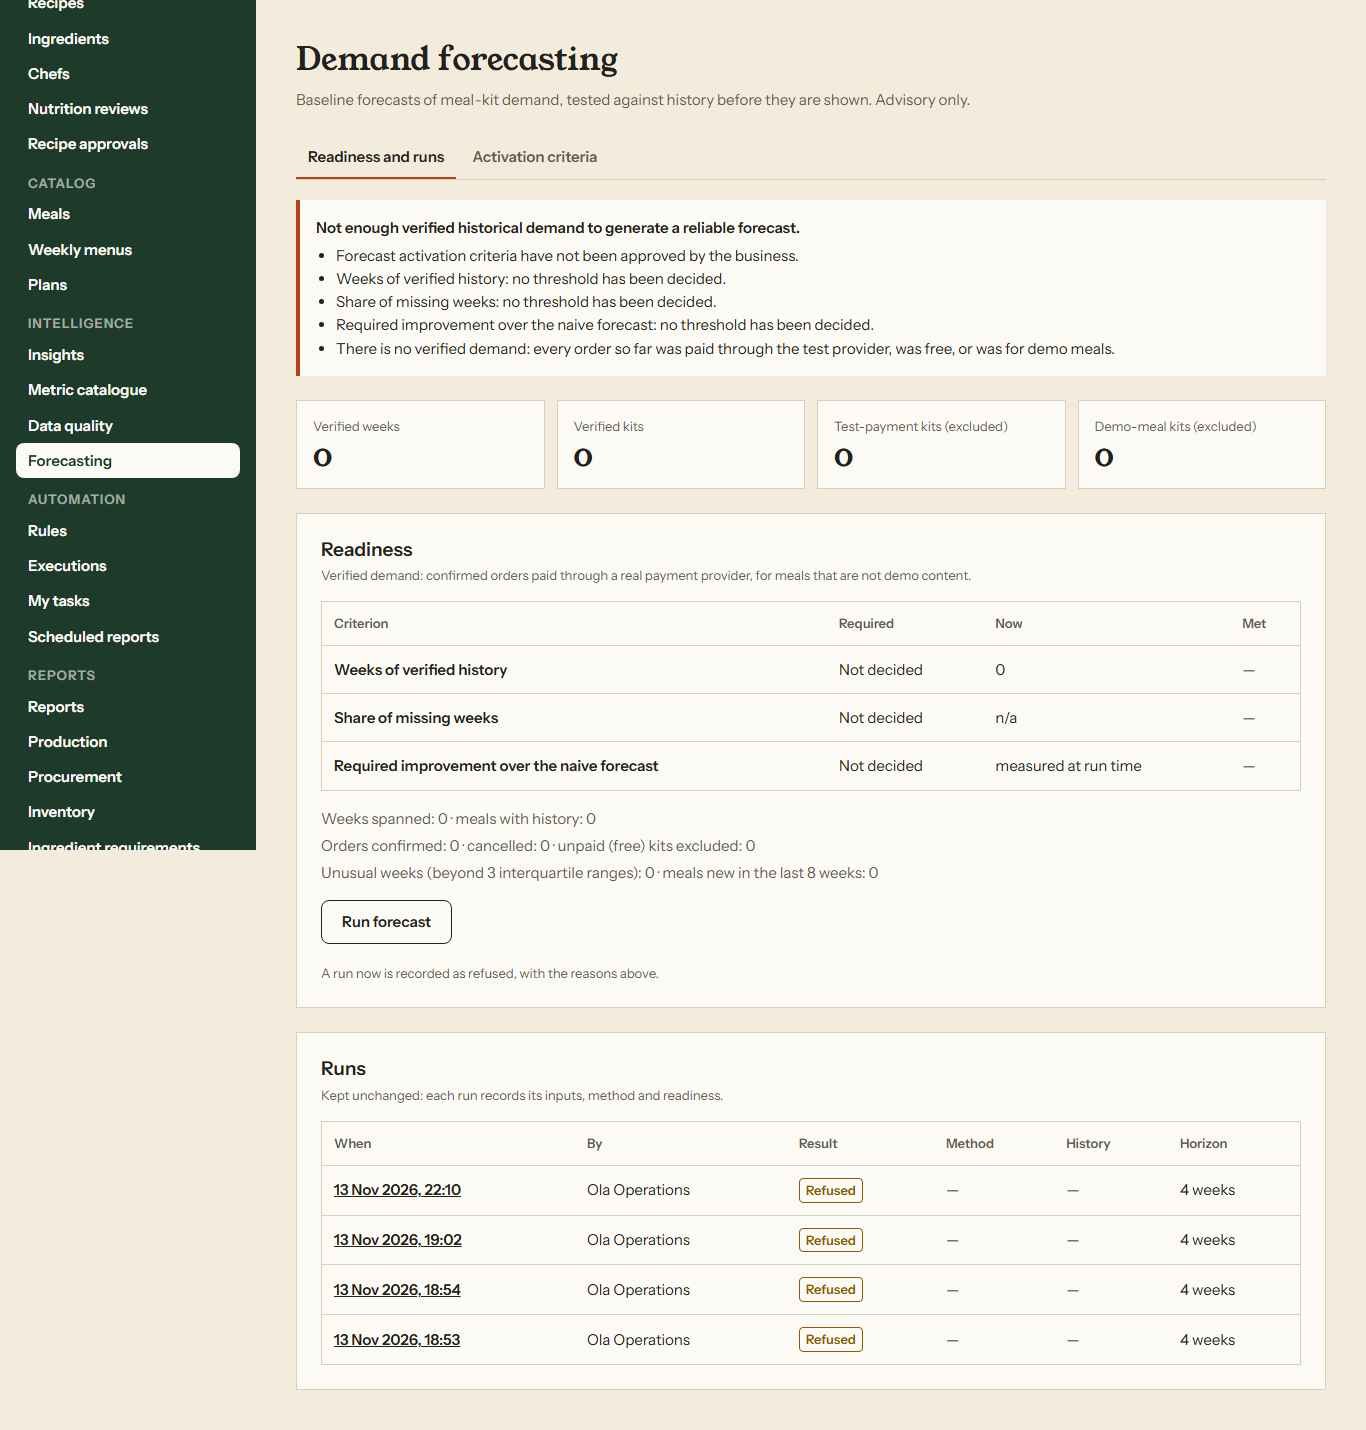 Recipes
Ingredients
Chefs
Nutrition reviews
Recipe approvals
CATALOG
Meals
Weekly menus
Plans
INTELLIGENCE
Insights
Metric catalogue
Data quality
Forecasting
AUTOMATION
Rules
Executions
My tasks
Scheduled reports
REPORTS
Reports
Production
Procurement
Inventory
Ingredient requirements
Demand forecasting
Baseline forecasts of meal-kit demand, tested against history before they are shown. Advisory only.
Readiness and runs Activation criteria
Not enough verified historical demand to generate a reliable forecast.
• Forecast activation criteria have not been approved by the business.
• Weeks of verified history: no threshold has been decided.
• Share of missing weeks: no threshold has been decided.
• Required improvement over the naive forecast: no threshold has been decided.
• There is no verified demand: every order so far was paid through the test provider, was free, or was for demo meals.
Verified weeks Verified kits Test-payment kits (excluded) Demo-meal kits (excluded)
0 0 0 0
Readiness
Verified demand: confirmed orders paid through a real payment provider, for meals that are not demo content.
Criterion Required Now Met
Weeks of verified history Not decided 0 —
Share of missing weeks Not decided n/a —
Required improvement over the naive forecast Not decided measured at run time —
Weeks spanned: 0 · meals with history: 0
Orders confirmed: 0 · cancelled: 0 · unpaid (free) kits excluded: 0
Unusual weeks (beyond 3 interquartile ranges): 0 · meals new in the last 8 weeks: 0
Run forecast
A run now is recorded as refused, with the reasons above.
Runs
Kept unchanged: each run records its inputs, method and readiness.
When By Result Method History Horizon
13 Nov 2026, 22:10 Ola Operations Refused — — 4 weeks
13 Nov 2026, 19:02 Ola Operations Refused — — 4 weeks
13 Nov 2026, 18:54 Ola Operations Refused — — 4 weeks
13 Nov 2026, 18:53 Ola Operations Refused — — 4 weeks